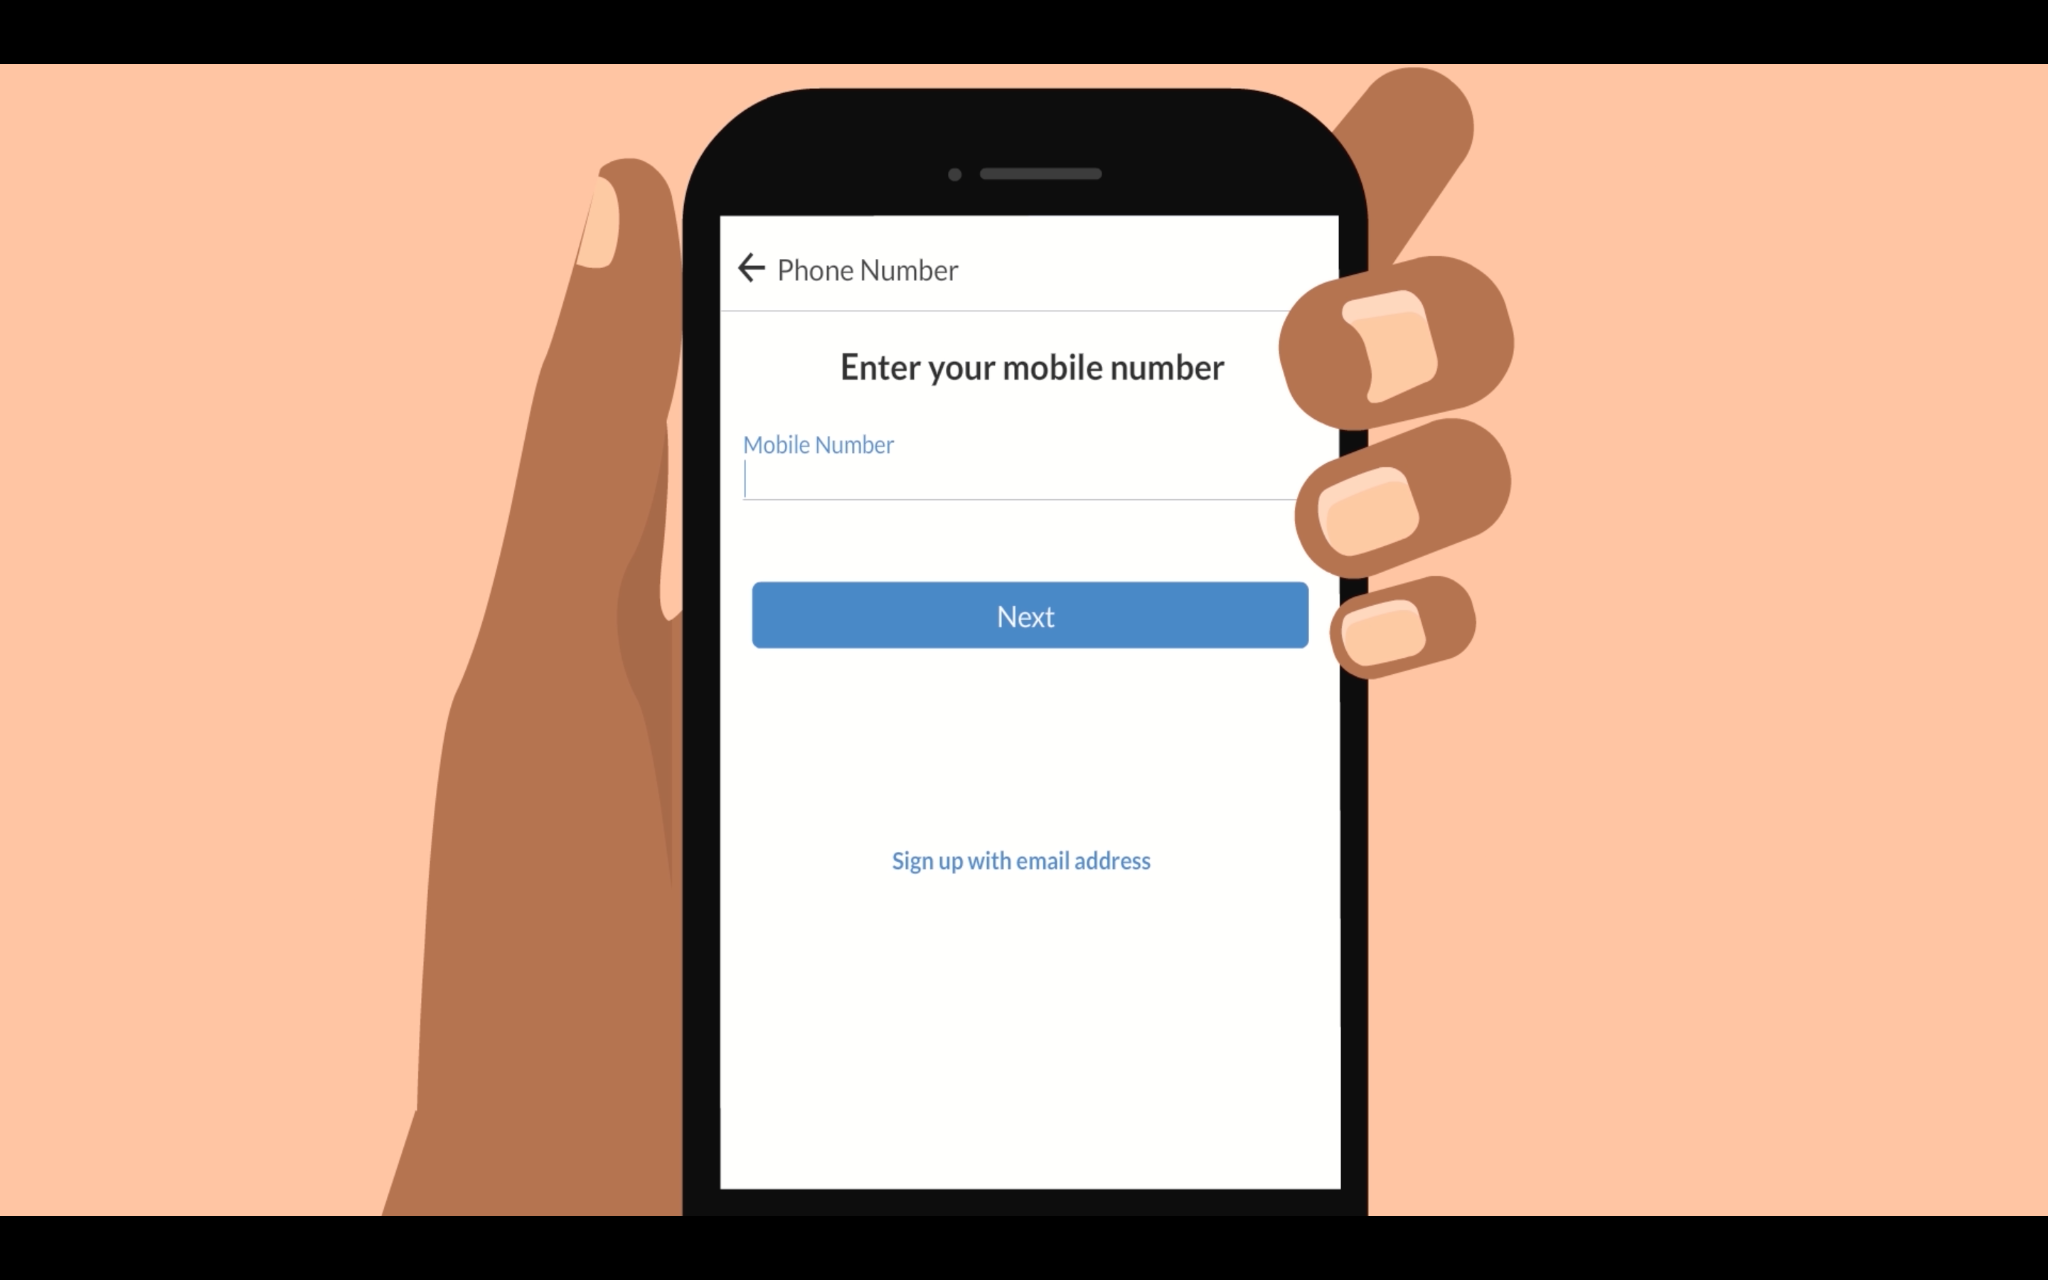 Phone Number
Enter your mobile number
Mobile Number
Next
Sign up with email address